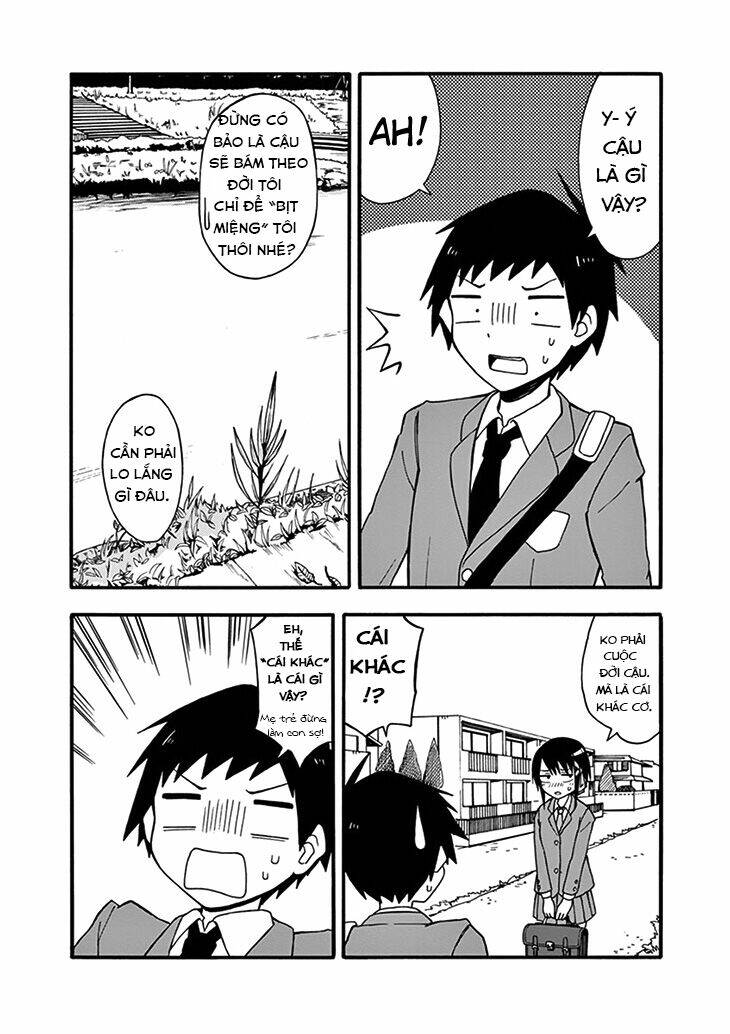 Y- Ý
CẬU
LÀ GÌ
VẬY?
AH!
ĐỪNG CÓ
BẢO LÀ CẬU
SẼ BÁM THEO
ĐỜI TÔI
CHỈ ĐỂ "BỊT
MIỆNG" TÔI
THÔI NHÉ?
KO
CẦN PHẢI
LO LẮNG
GÌ ĐÂU.
KO PHẢI
CUỘC
ĐỜI CẬU.
MÀ LÀ CÁI
KHÁC CƠ.
CÁI
KHÁC
!?
EH,
THẾ
"CÁI KHÁC"
LÀ CÁI GÌ
VẬY?
Mẹ trẻ đừng
làm con sợ!